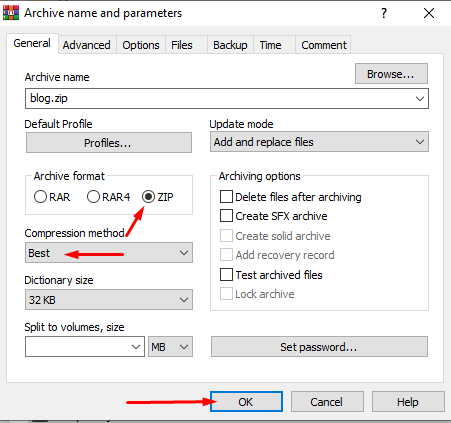 Archive name and parameters
General Advanced Options Files Backup Time Comment
Archive name
Browse...
blog.zip
Default Profile
Profiles...
Update mode
Add and replace files
Archive format
RAR RAR4 ZIP
Compression method
Best
Dictionary size
32 KB
Split to volumes, size
MB
Archiving options
Delete files after archiving
Create SFX archive
Create solid archive
Add recovery record
Test archived files
Lock archive
Set password...
OK Cancel Help